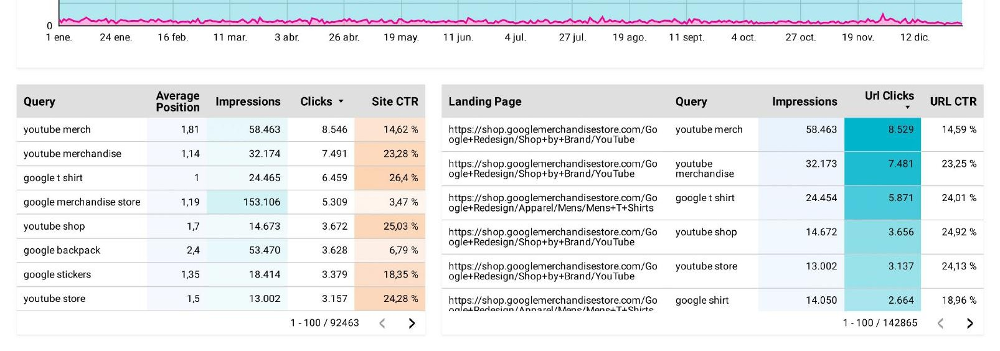 0
1 ene. 24 ene. 16 feb. 11 mar. 3 abr. 26 abr. 19 may. 11 jun. 4 jul. 27 jul. 19 ago. 11 sept. 4 oct. 27 oct. 19 nov. 12 dic.
Query Average Position Impressions Clicks Site CTR
youtube merch 1,81 58.463 8.546 14,62 %
youtube merchandise 1,14 32.174 7.491 23,28 %
google t shirt 1 24.465 6.459 26,4 %
google merchandise store 1,19 153.106 5.309 3,47 %
youtube shop 1,7 14.673 3.672 25,03 %
google backpack 2,4 53.470 3.628 6,79 %
google stickers 1,35 18.414 3.379 18,35 %
youtube store 1,5 13.002 3.157 24,28 %
1 - 100 / 92463
Landing Page Query Impressions Url Clicks URL CTR
https://shop.googlemerchandisestore.com/Go youtube merch 58.463 8.529 14,59 %
ogle+Redesign/Shop+by+Brand/YouTube
https://shop.googlemerchandisestore.com/Go youtube 32.173 7.481 23,25 %
ogle+Redesign/Shop+by+Brand/YouTube merchandise
https://shop.googlemerchandisestore.com/Go google t shirt 24.454 5.871 24,01 %
ogle+Redesign/Apparel/Mens/Mens+T+Shirts
https://shop.googlemerchandisestore.com/Go youtube shop 14.672 3.656 24,92 %
ogle+Redesign/Shop+by+Brand/YouTube
https://shop.googlemerchandisestore.com/Go youtube store 13.002 3.137 24,13 %
ogle+Redesign/Shop+by+Brand/YouTube
https://shop.googlemerchandisestore.com/Go google shirt 14.050 2.664 18,96 %
ogle+Redesign/Apparel/Mens/Mens+T+Shirts
1 - 100 / 142865